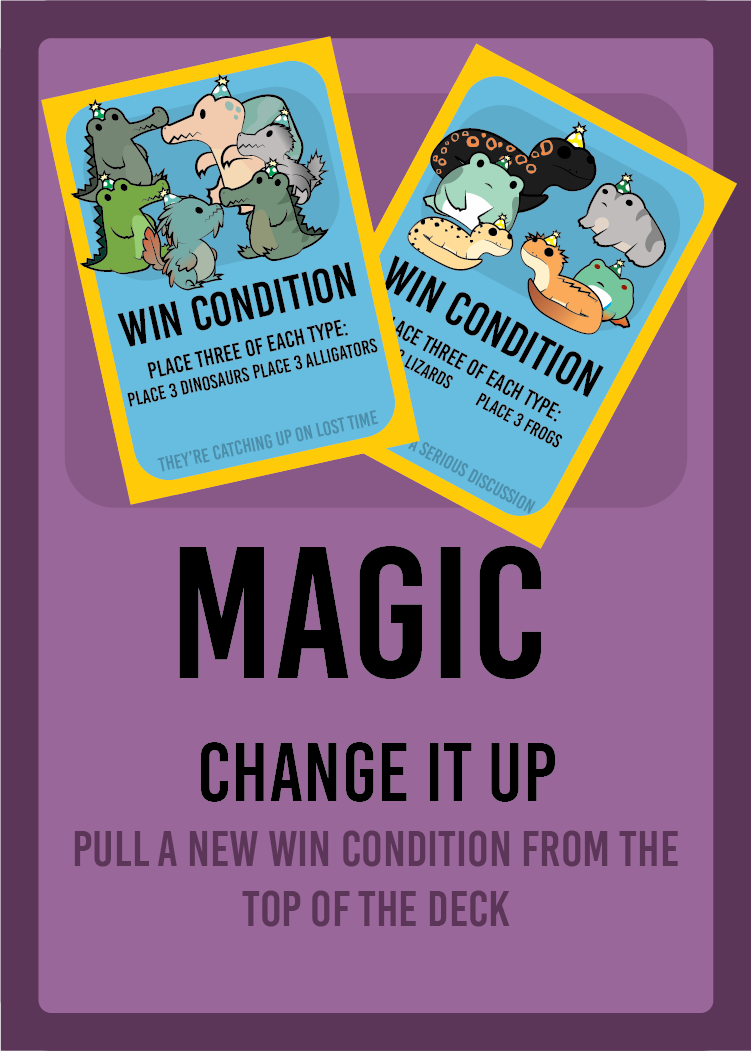 WIN CONDITION
PLACE THREE OF EACH TYPE:
PLACE 3 DINOSAURS PLACE 3 ALLIGATORS
THEY'RE CATCHING UP ON LOST TIME
WIN CONDITION
THREE OF EACH TYPE:
LIZARDS PLACE 3 FROGS
A SERIOUS DISCUSSION
MAGIC
CHANGE IT UP
PULL A NEW WIN CONDITION FROM THE
TOP OF THE DECK